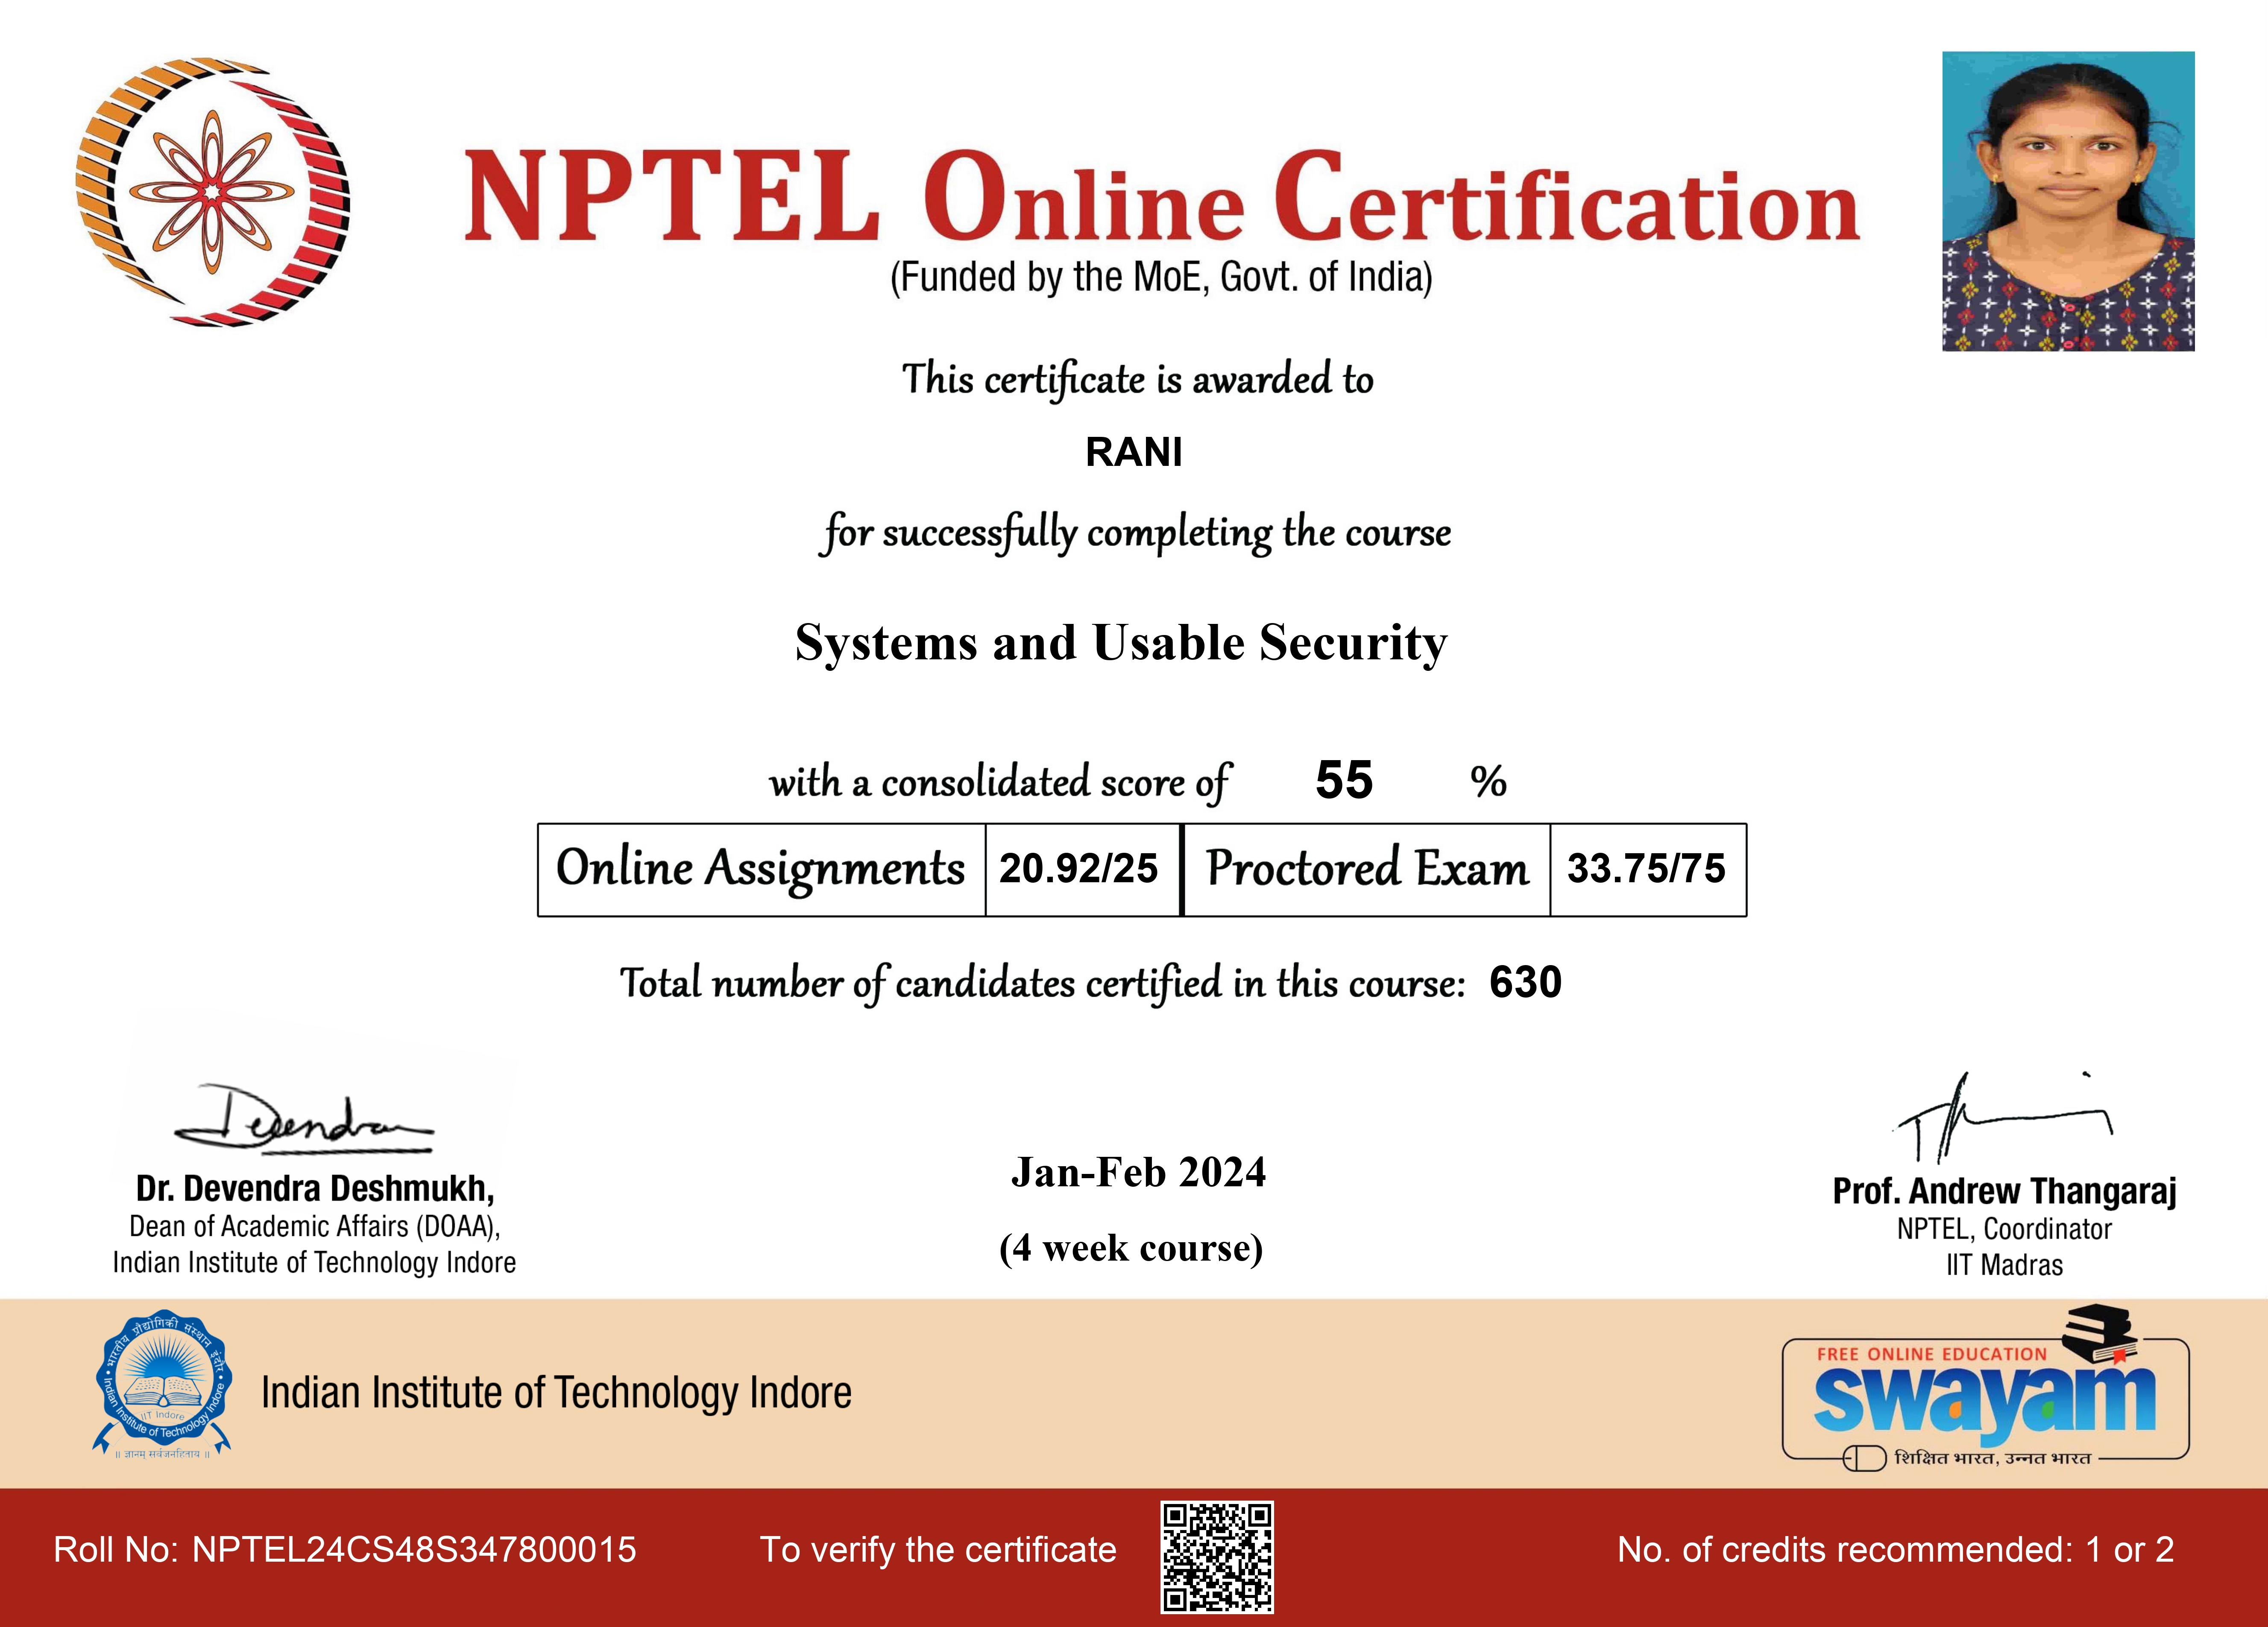 NPTEL Online Certification
(Funded by the MoE, Govt. of India)
This certificate is awarded to
RANI
for successfully completing the course
Systems and Usable Security
with a consolidated score of 55 %
Online Assignments 20.92/25 Proctored Exam 33.75/75
Total number of candidates certified in this course: 630
Devendra
Dr. Devendra Deshmukh,
Dean of Academic Affairs (DOAA),
Indian Institute of Technology Indore
Jan-Feb 2024
(4 week course)
Prof. Andrew Thangaraj
NPTEL, Coordinator
IIT Madras
भारतीय प्रौद्योगिकी संस्थान इंदौर
IIT Indore
Indian Institute of Technology Indore
॥ ज्ञानम् सर्वजनहिताय ॥
Indian Institute of Technology Indore
FREE ONLINE EDUCATION
swayam
शिक्षित भारत, उन्नत भारत
Roll No: NPTEL24CS48S347800015
To verify the certificate
No. of credits recommended: 1 or 2